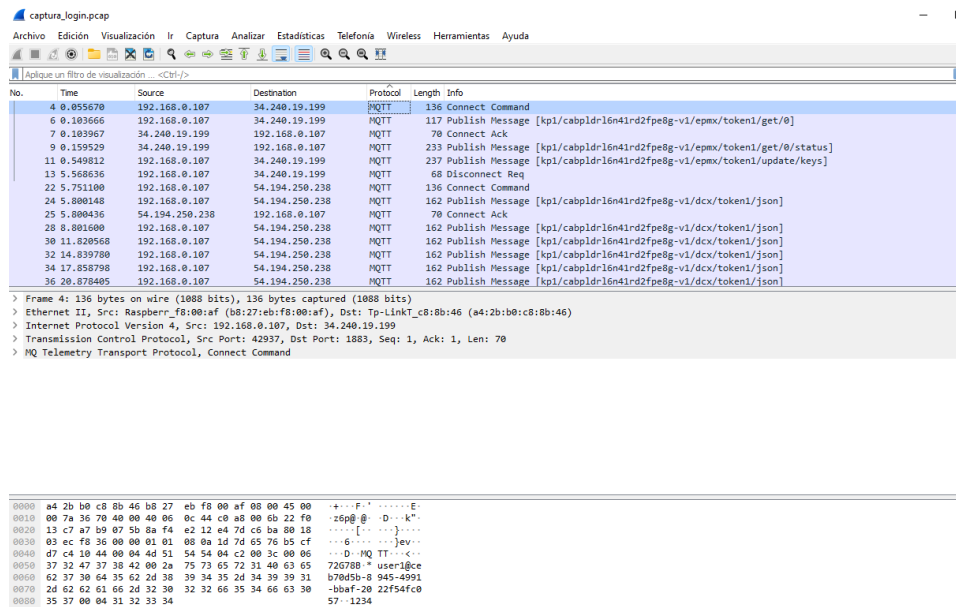 captura_login.pcap
Archivo Edición Visualización Ir Captura Analizar Estadísticas Telefonía Wireless Herramientas Ayuda
Aplique un filtro de visualización ... <Ctrl-/>
No. Time Source Destination Protocol Length Info
4 0.055670 192.168.0.107 34.240.19.199 MQTT 136 Connect Command
6 0.103666 192.168.0.107 34.240.19.199 MQTT 117 Publish Message [kp1/cabpldrl6n41rd2fpe8g-v1/epmx/token1/get/0]
7 0.103967 34.240.19.199 192.168.0.107 MQTT 70 Connect Ack
9 0.159529 34.240.19.199 192.168.0.107 MQTT 233 Publish Message [kp1/cabpldrl6n41rd2fpe8g-v1/epmx/token1/get/0/status]
11 0.549812 192.168.0.107 34.240.19.199 MQTT 237 Publish Message [kp1/cabpldrl6n41rd2fpe8g-v1/epmx/token1/update/keys]
13 5.568636 192.168.0.107 34.240.19.199 MQTT 68 Disconnect Req
22 5.751100 192.168.0.107 54.194.250.238 MQTT 136 Connect Command
24 5.800148 192.168.0.107 54.194.250.238 MQTT 162 Publish Message [kp1/cabpldrl6n41rd2fpe8g-v1/dcx/token1/json]
25 5.800436 54.194.250.238 192.168.0.107 MQTT 70 Connect Ack
28 8.801600 192.168.0.107 54.194.250.238 MQTT 162 Publish Message [kp1/cabpldrl6n41rd2fpe8g-v1/dcx/token1/json]
30 11.820568 192.168.0.107 54.194.250.238 MQTT 162 Publish Message [kp1/cabpldrl6n41rd2fpe8g-v1/dcx/token1/json]
32 14.839780 192.168.0.107 54.194.250.238 MQTT 162 Publish Message [kp1/cabpldrl6n41rd2fpe8g-v1/dcx/token1/json]
34 17.858798 192.168.0.107 54.194.250.238 MQTT 162 Publish Message [kp1/cabpldrl6n41rd2fpe8g-v1/dcx/token1/json]
36 20.878405 192.168.0.107 54.194.250.238 MQTT 162 Publish Message [kp1/cabpldrl6n41rd2fpe8g-v1/dcx/token1/json]
> Frame 4: 136 bytes on wire (1088 bits), 136 bytes captured (1088 bits)
> Ethernet II, Src: Raspberr_f8:00:af (b8:27:eb:f8:00:af), Dst: Tp-LinkT_c8:8b:46 (a4:2b:b0:c8:8b:46)
> Internet Protocol Version 4, Src: 192.168.0.107, Dst: 34.240.19.199
> Transmission Control Protocol, Src Port: 42937, Dst Port: 1883, Seq: 1, Ack: 1, Len: 70
> MQ Telemetry Transport Protocol, Connect Command
0000 a4 2b b0 c8 8b 46 b8 27 eb f8 00 af 08 00 45 00 ·+···F·' ······E·
0010 00 7a 36 70 40 00 40 06 0c 44 c0 a8 00 6b 22 f0 ·z6p@·@· ·D···k"·
0020 13 c7 a7 b9 07 5b 8a f4 e2 12 e4 7d c6 ba 80 18 ·····[·· ···}····
0030 03 ec f8 36 00 00 01 01 08 0a 1d 7d 65 76 b5 cf ···6···· ···}ev··
0040 d7 c4 10 44 00 04 4d 51 54 54 04 c2 00 3c 00 06 ···D··MQ TT···<··
0050 37 32 47 37 38 42 00 2a 75 73 65 72 31 40 63 65 72G78B·* user1@ce
0060 62 37 30 64 35 62 2d 38 39 34 35 2d 34 39 39 31 b70d5b-8 945-4991
0070 2d 62 62 61 66 2d 32 30 32 32 66 35 34 66 63 30 -bbaf-20 22f54fc0
0080 35 37 00 04 31 32 33 34 57··1234